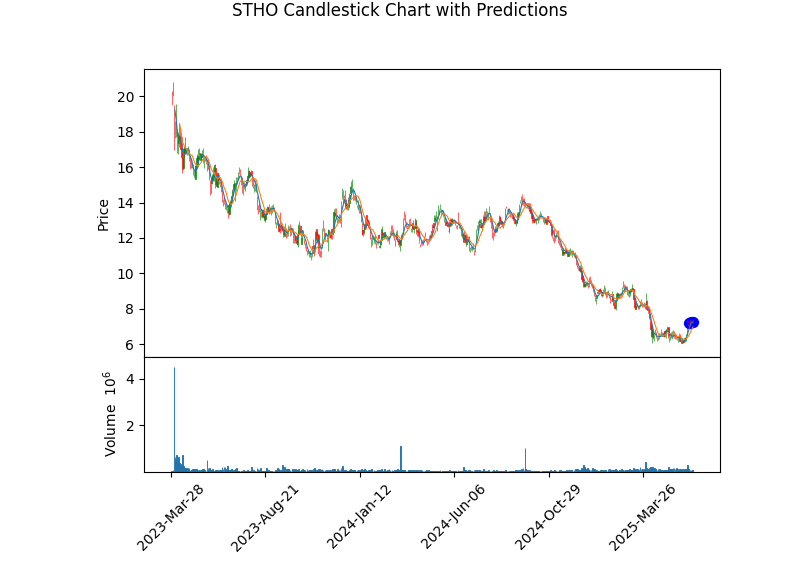 STHO Candlestick Chart with Predictions
20
18
16
14
12
10
8
6
Price
4
2
Volume 10^6
2023-Mar-28
2023-Aug-21
2024-Jan-12
2024-Jun-06
2024-Oct-29
2025-Mar-26